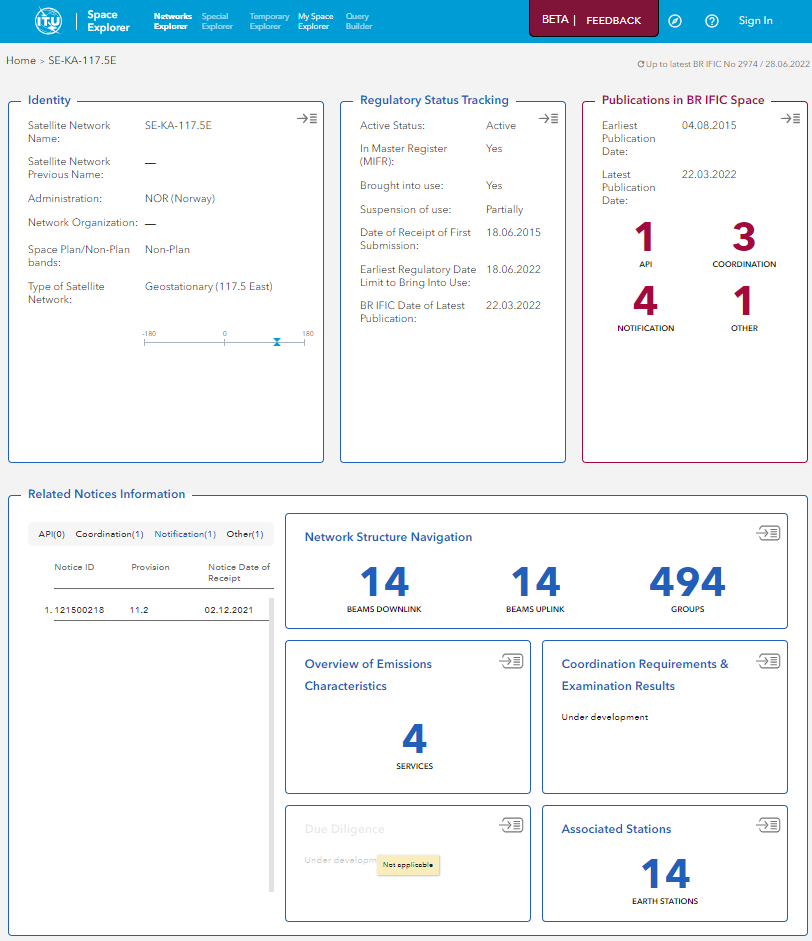 ITU
Space
Explorer
Networks
Explorer
Special
Explorer
Temporary
Explorer
My Space
Explorer
Query
Builder
BETA | FEEDBACK
Sign In
Home > SE-KA-117.5E
Up to latest BR IFIC No 2974 / 28.06.2022
Identity
Satellite Network
Name:
SE-KA-117.5E
Satellite Network
Previous Name:
—
Administration:
NOR (Norway)
Network Organization:
—
Space Plan/Non-Plan
bands:
Non-Plan
Type of Satellite
Network:
Geostationary (117.5 East)
-180
0
180
Regulatory Status Tracking
Active Status:
Active
In Master Register
(MIFR):
Yes
Brought into use:
Yes
Suspension of use:
Partially
Date of Receipt of First
Submission:
18.06.2015
Earliest Regulatory Date
Limit to Bring Into Use:
18.06.2022
BR IFIC Date of Latest
Publication:
22.03.2022
Publications in BR IFIC Space
Earliest
Publication
Date:
04.08.2015
Latest
Publication
Date:
22.03.2022
1
API
3
COORDINATION
4
NOTIFICATION
1
OTHER
Related Notices Information
API(0) Coordination(1) Notification(1) Other(1)
Notice ID
Provision
Notice Date of
Receipt
1. 121500218 11.2 02.12.2021
Network Structure Navigation
14
BEAMS DOWNLINK
14
BEAMS UPLINK
494
GROUPS
Overview of Emissions
Characteristics
4
SERVICES
Coordination Requirements &
Examination Results
Under development
Due Diligence
Under developm
Not applicable
Associated Stations
14
EARTH STATIONS